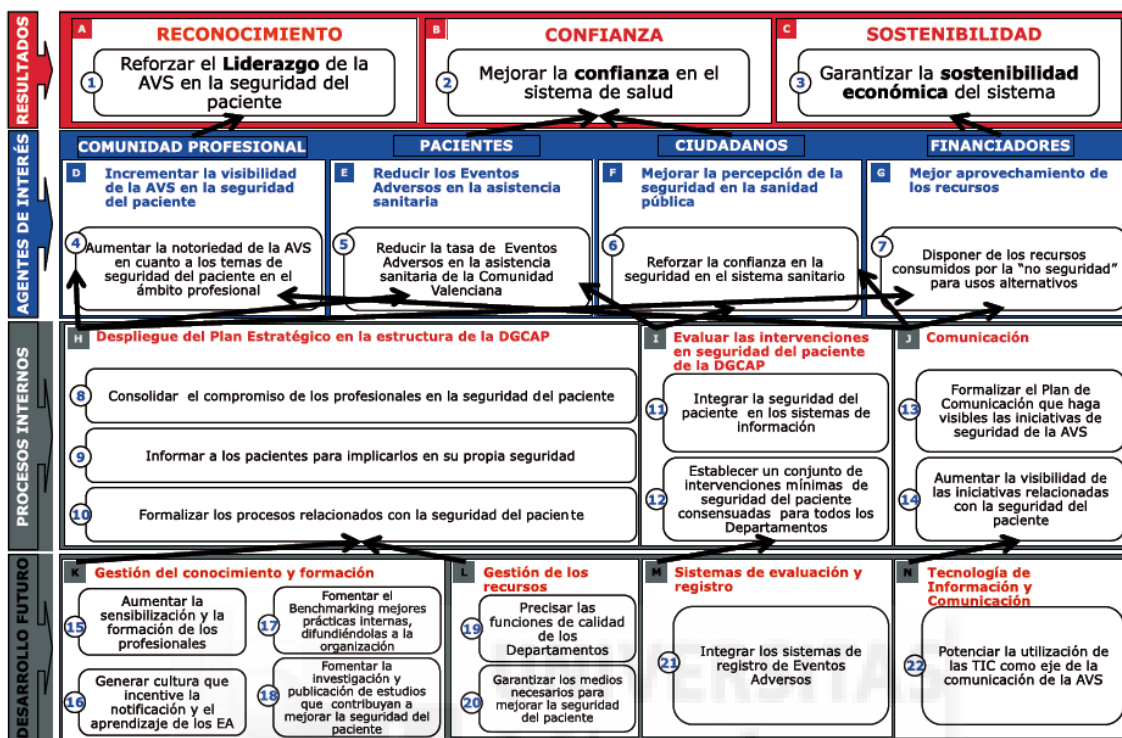 RESULTADOS
A
RECONOCIMIENTO
1
Reforzar el Liderazgo de la
AVS en la seguridad del
paciente
B
CONFIANZA
2
Mejorar la confianza en el
sistema de salud
C
SOSTENIBILIDAD
3
Garantizar la sostenibilidad
económica del sistema
AGENTES DE INTERÉS
COMUNIDAD PROFESIONAL
D
Incrementar la visibilidad
de la AVS en la seguridad
del paciente
4
Aumentar la notoriedad de la AVS
en cuanto a los temas de
seguridad del paciente en el
ámbito profesional
PACIENTES
E
Reducir los Eventos
Adversos en la asistencia
sanitaria
5
Reducir la tasa de Eventos
Adversos en la asistencia
sanitaria de la Comunidad
Valenciana
CIUDADANOS
F
Mejorar la percepción de la
seguridad en la sanidad
pública
6
Reforzar la confianza en la
seguridad en el sistema sanitario
FINANCIADORES
G
Mejor aprovechamiento de
los recursos
7
Disponer de los recursos
consumidos por la “no seguridad”
para usos alternativos
PROCESOS INTERNOS
H
Despliegue del Plan Estratégico en la estructura de la DGCAP
8
Consolidar el compromiso de los profesionales en la seguridad del paciente
9
Informar a los pacientes para implicarlos en su propia seguridad
10
Formalizar los procesos relacionados con la seguridad del paciente
I
Evaluar las intervenciones
en seguridad del paciente
de la DGCAP
11
Integrar la seguridad del
paciente en los sistemas de
información
12
Establecer un conjunto de
intervenciones mínimas de
seguridad del paciente
consensuadas para todos los
Departamentos
J
Comunicación
13
Formalizar el Plan de
Comunicación que haga
visibles las iniciativas de
seguridad de la AVS
14
Aumentar la visibilidad de
las iniciativas relacionadas
con la seguridad del
paciente
DESARROLLO FUTURO
K
Gestión del conocimiento y formación
15
Aumentar la
sensibilización y la
formación de los
profesionales
16
Generar cultura que
incentive la
notificación y el
aprendizaje de los EA
17
Fomentar el
Benchmarking mejores
prácticas internas,
difundiéndolas a la
organización
18
Fomentar la
investigación y
publicación de estudios
que contribuyan a
mejorar la seguridad del
paciente
L
Gestión de los
recursos
19
Precisar las
funciones de calidad
de los
Departamentos
20
Garantizar los medios
necesarios para
mejorar la seguridad
del paciente
M
Sistemas de evaluación y
registro
21
Integrar los sistemas de
registro de Eventos
Adversos
N
Tecnología de
Información y
Comunicación
22
Potenciar la utilización de
las TIC como eje de la
comunicación de la AVS